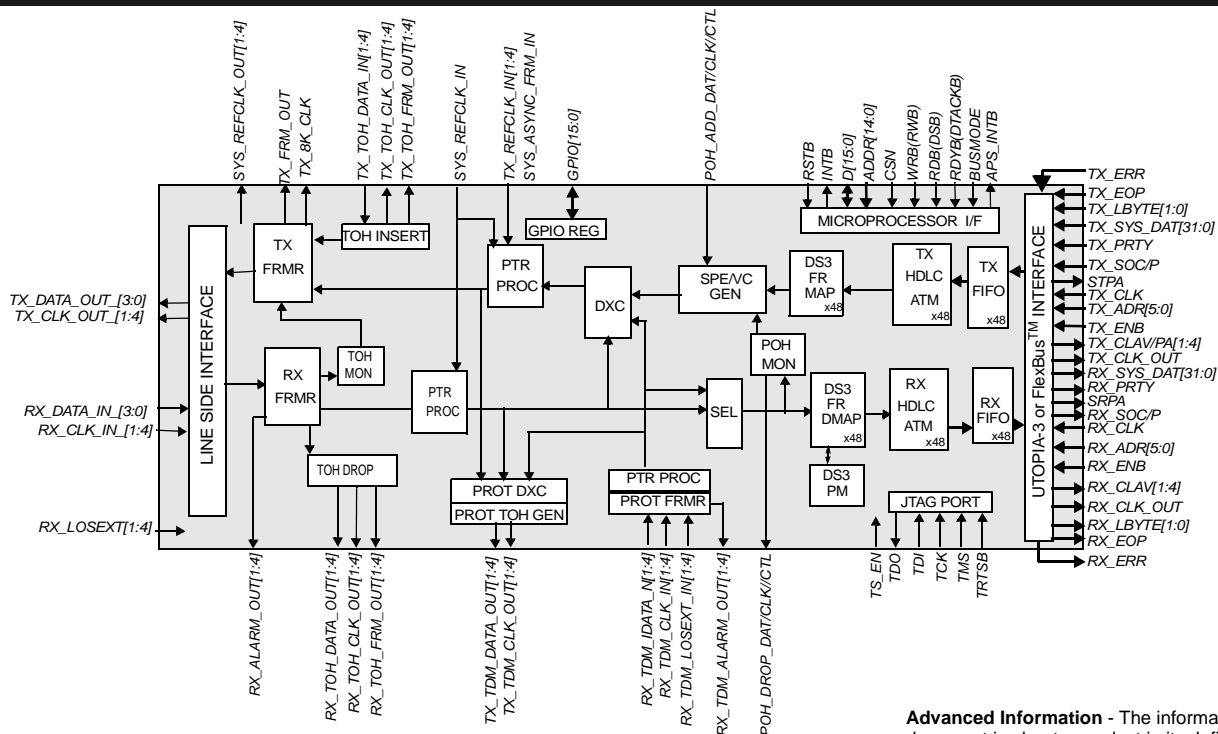 SYS_REFCLK_OUT[1:4]
TX_FRM_OUT
TX_8K_CLK
TX_TOH_DATA_IN[1:4]
TX_TOH_CLK_OUT[1:4]
TX_TOH_FRM_OUT[1:4]
SYS_REFCLK_IN
TX_REFCLK_IN[1:4]
SYS_ASYNC_FRM_IN
GPIO[15:0]
POH_ADD_DAT/CLK//CTL
RSTB
INTB
D[15:0]
ADDR[14:0]
CSN
WRB(RWB)
RDB(DSB)
RDYB(DTACKB)
BUSMODE
APS_INTB
LINE SIDE INTERFACE
TX
FRMR
TOH INSERT
PTR
PROC
GPIO REG
DXC
SPE/VC
GEN
MICROPROCESSOR I/F
DS3
FR
MAP
x48
TX
HDLC
ATM
x48
TX
FIFO
x48
UTOPIA-3 or FlexBus™ INTERFACE
TX_DATA_OUT_[3:0]
TX_CLK_OUT_[1:4]
RX_DATA_IN_[3:0]
RX_CLK_IN_[1:4]
RX_LOSEXT[1:4]
RX
FRMR
TOH
MON
PTR
PROC
SEL
POH
MON
DS3
FR
DMAP
x48
RX
HDLC
ATM
x48
RX
FIFO
x48
TOH DROP
PROT DXC
PROT TOH GEN
PTR PROC
PROT FRMR
DS3
PM
JTAG PORT
TX_ERR
TX_EOP
TX_LBYTE[1:0]
TX_SYS_DAT[31:0]
TX_PRTY
TX_SOC/P
STPA
TX_CLK
TX_ADR[5:0]
TX_ENB
TX_CLAV/PA[1:4]
TX_CLK_OUT
RX_SYS_DAT[31:0]
RX_PRTY
SRPA
RX_SOC/P
RX_CLK
RX_ADR[5:0]
RX_ENB
RX_CLAV[1:4]
RX_CLK_OUT
RX_LBYTE[1:0]
RX_EOP
RX_ERR
RX_ALARM_OUT[1:4]
RX_TOH_DATA_OUT[1:4]
RX_TOH_CLK_OUT[1:4]
RX_TOH_FRM_OUT[1:4]
TX_TDM_DATA_OUT[1:4]
TX_TDM_CLK_OUT[1:4]
RX_TDM_IDATA_N[1:4]
RX_TDM_CLK_IN[1:4]
RX_TDM_LOSEXT_IN[1:4]
RX_TDM_ALARM_OUT[1:4]
POH_DROP_DAT/CLK//CTL
TS_EN
TDO
TDI
TCK
TMS
TRTSB
Advanced Information - The informa